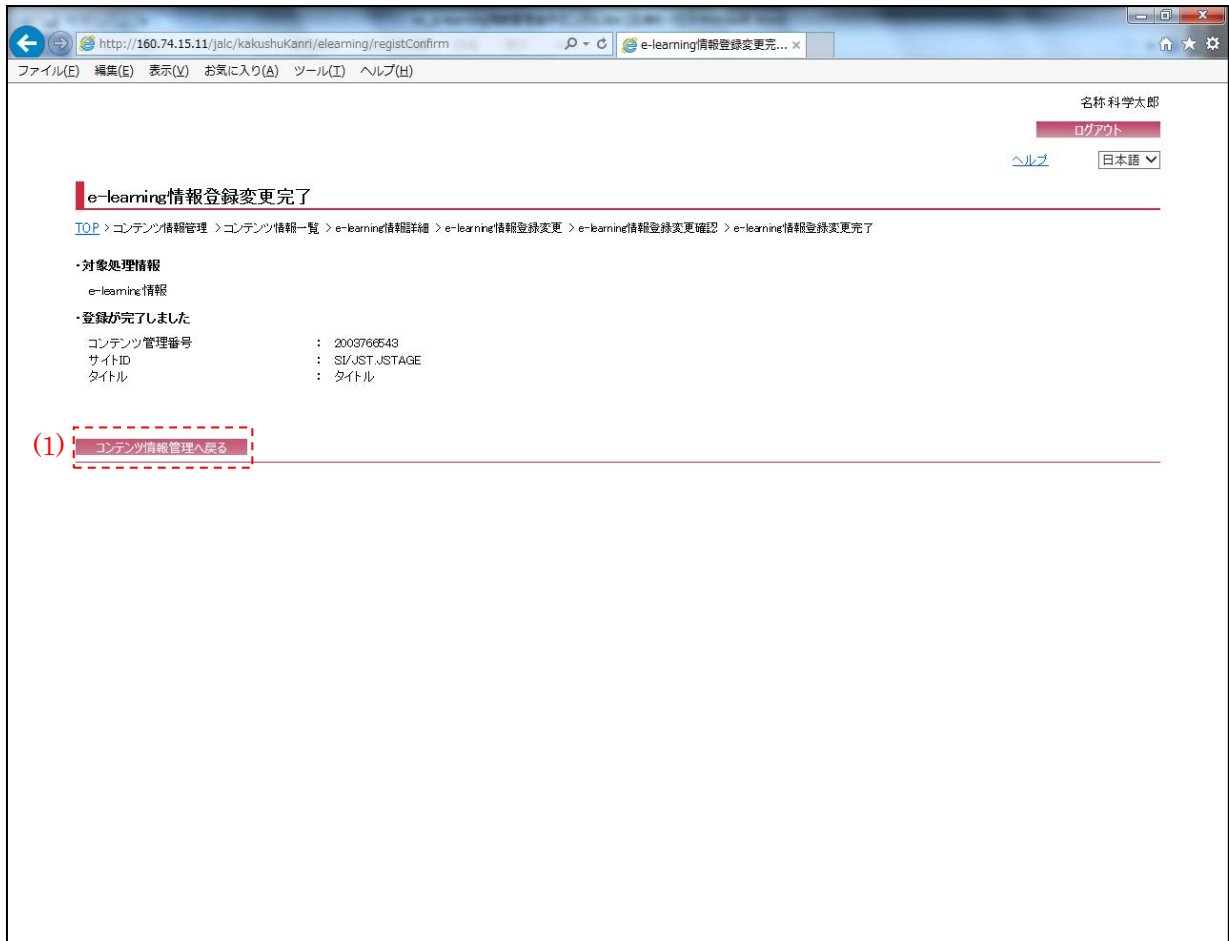 http://160.74.15.11/jalc/kakushuKanri/elearning/registConfirm
e-learning情報登録変更完...
ファイル(F) 編集(E) 表示(V) お気に入り(A) ツール(T) ヘルプ(H)
名称 科学太郎
ログアウト
ヘルプ 日本語
e-learning情報登録変更完了
TOP > コンテンツ情報管理 > コンテンツ情報一覧 > e-learning情報詳細 > e-learning情報登録変更 > e-learning情報登録変更確認 > e-learning情報登録変更完了
・対象処理情報
e-learning情報
・登録が完了しました
コンテンツ管理番号 : 2003766543
サイトID : SI/JST.JSTAGE
タイトル : タイトル
(1) コンテンツ情報管理へ戻る